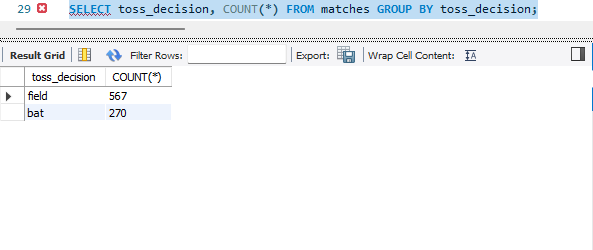 29 SELECT toss_decision, COUNT(*) FROM matches GROUP BY toss_decision;
Result Grid Filter Rows: Export: Wrap Cell Content: IA
toss_decision COUNT(*)
field 567
bat 270